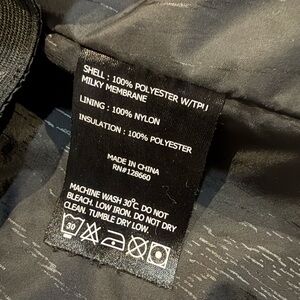 SHELL : 100% POLYESTER W/TPU
MILKY MEMBRANE
LINING : 100% NYLON
INSULATION : 100% POLYESTER
MADE IN CHINA
RN#128660
MACHINE WASH 30°C. DO NOT
BLEACH. LOW IRON. DO NOT DRY
CLEAN. TUMBLE DRY LOW.
30